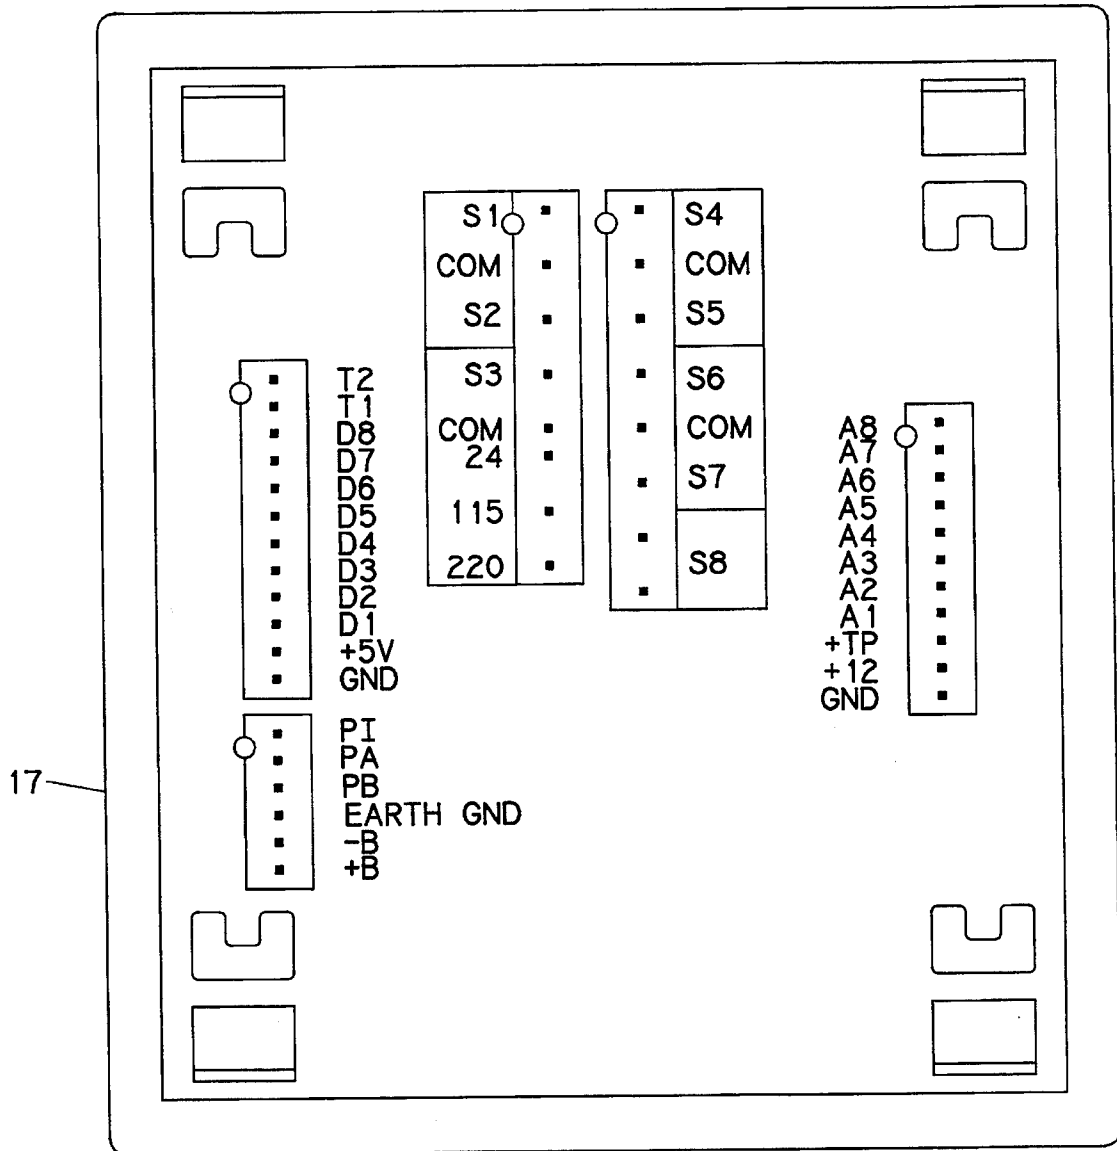 S1
COM
S2
S3
COM
24
115
220
S4
COM
S5
S6
COM
S7
S8
T2
T1
D8
D7
D6
D5
D4
D3
D2
D1
+5V
GND
PI
PA
PB
EARTH GND
-B
+B
A8
A7
A6
A5
A4
A3
A2
A1
+TP
+12
GND
17